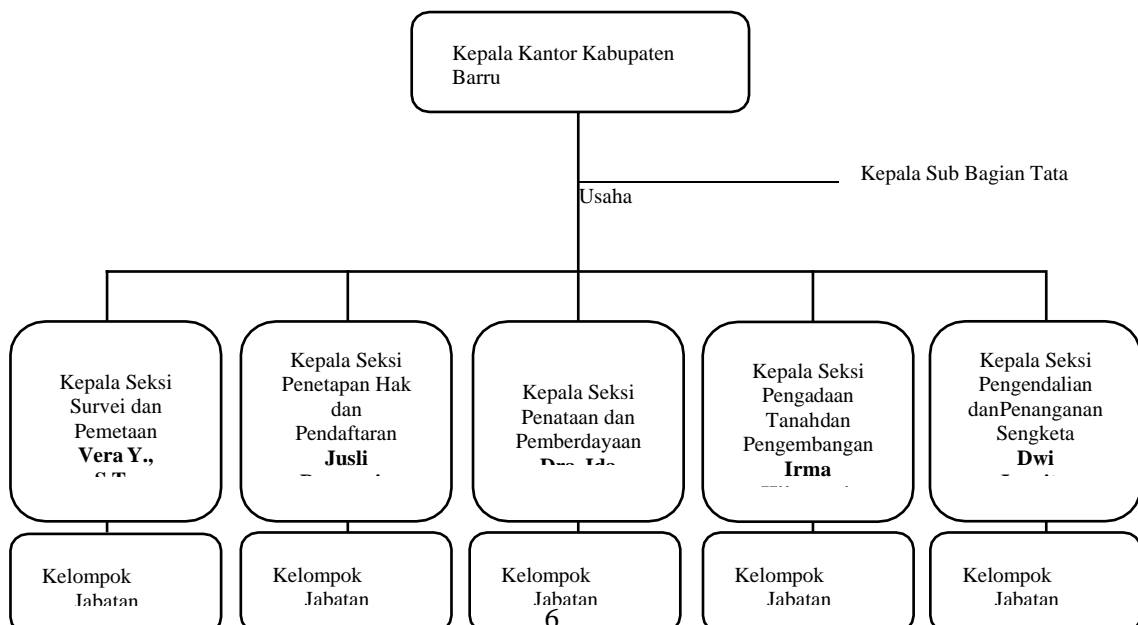 Kepala Kantor Kabupaten
Barru
Kepala Sub Bagian Tata
Usaha
Kepala Seksi
Survei dan
Pemetaan
Vera Y.,
Kepala Seksi
Penetapan Hak
dan
Pendaftaran
Jusli
Kepala Seksi
Penataan dan
Pemberdayaan
Dra. Ida
Kepala Seksi
Pengadaan
Tanahdan
Pengembangan
Irma
Kepala Seksi
Pengendalian
danPenanganan
Sengketa
Dwi
Kelompok
Jabatan
Kelompok
Jabatan
Kelompok
Jabatan
Kelompok
Jabatan
Kelompok
Jabatan
6